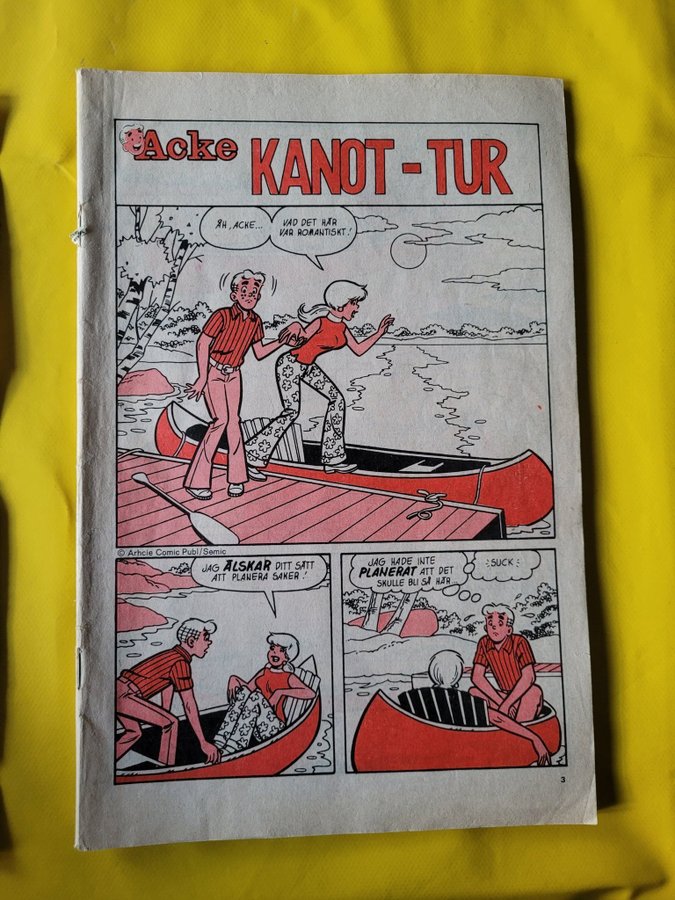 Acke KANOT-TUR
ÅH, ACKE...
VAD DET HÄR
VAR ROMANTISKT!
© Arhcie Comic Publ/Semic
JAG ÄLSKAR DITT SÄTT
ATT PLANERA SAKER!
JAG HADE INTE
PLANERAT ATT DET
SKULLE BLI SÅ HÄR...
:SUCK:
3